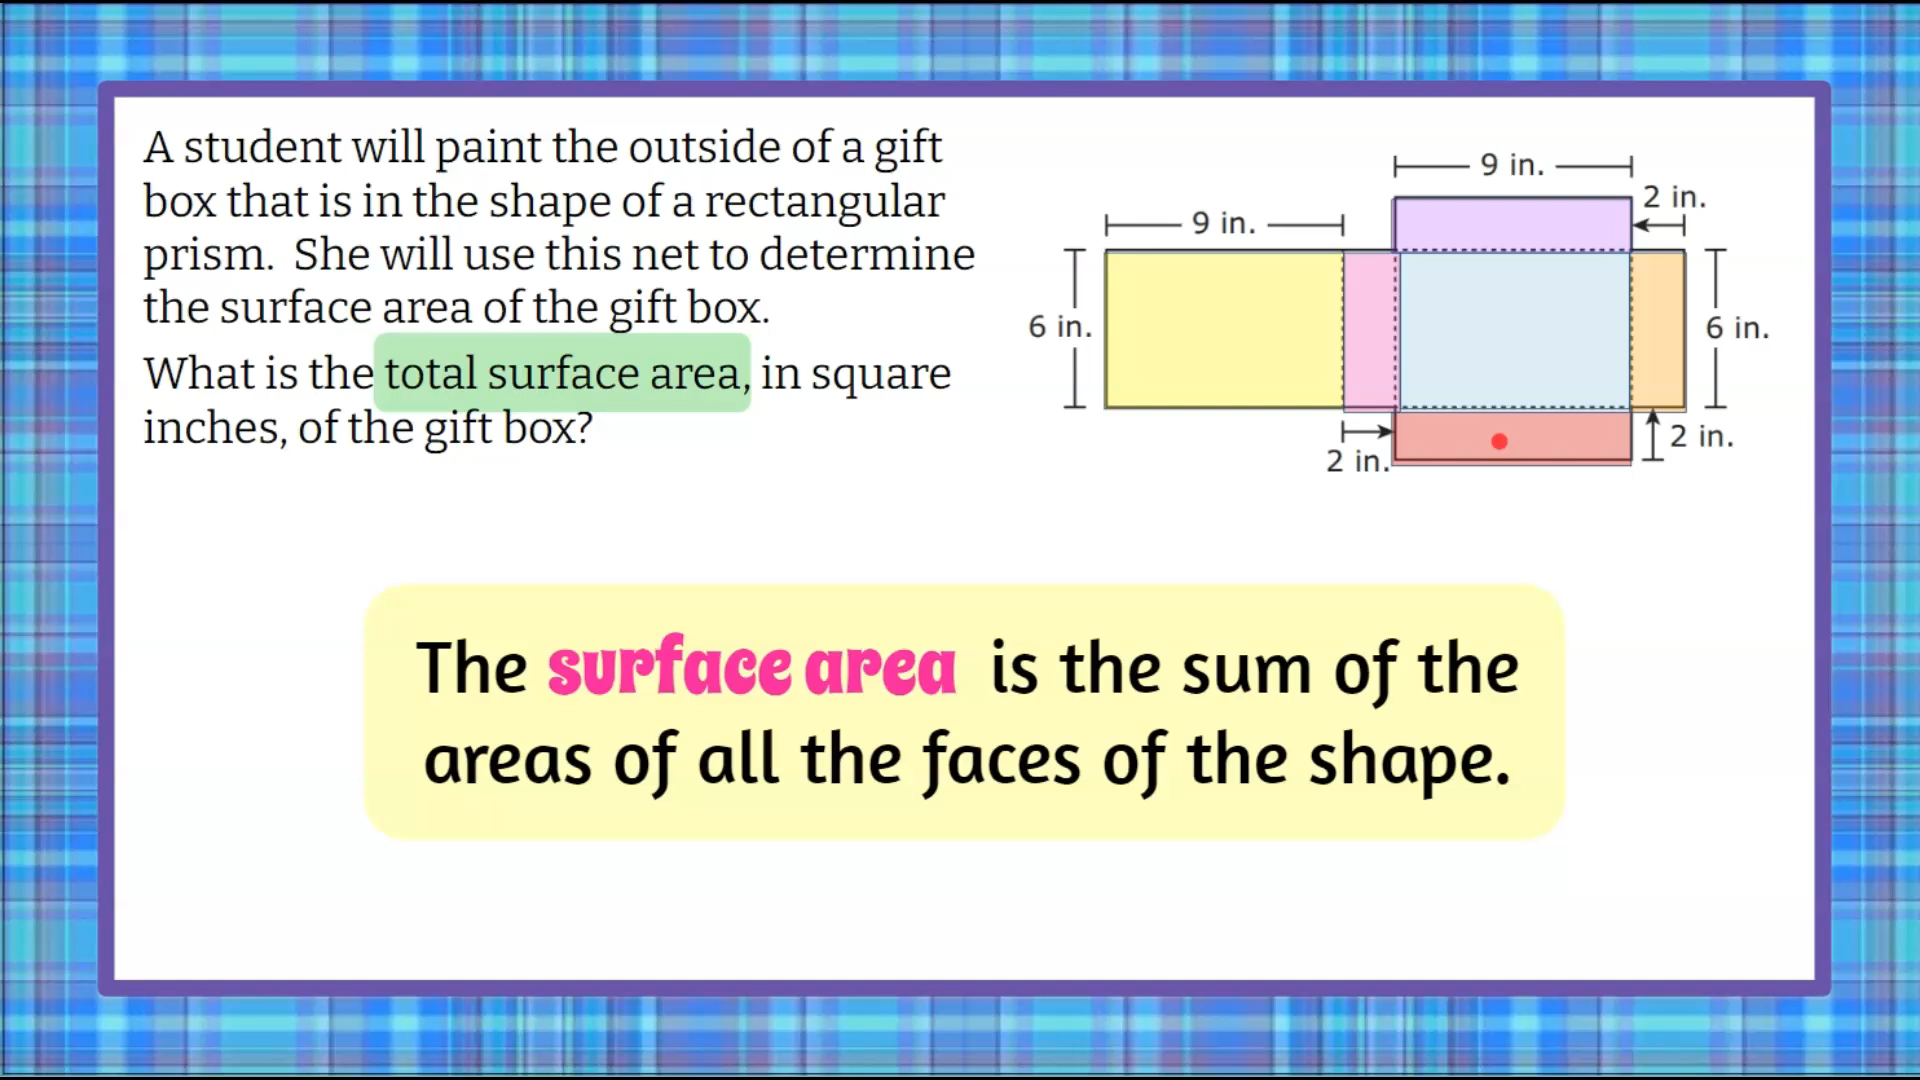 A student will paint the outside of a gift
box that is in the shape of a rectangular
prism. She will use this net to determine
the surface area of the gift box.
What is the total surface area, in square
inches, of the gift box?
9 in.
2 in.
9 in.
6 in.
6 in.
2 in.
2 in.
The surface area is the sum of the
areas of all the faces of the shape.